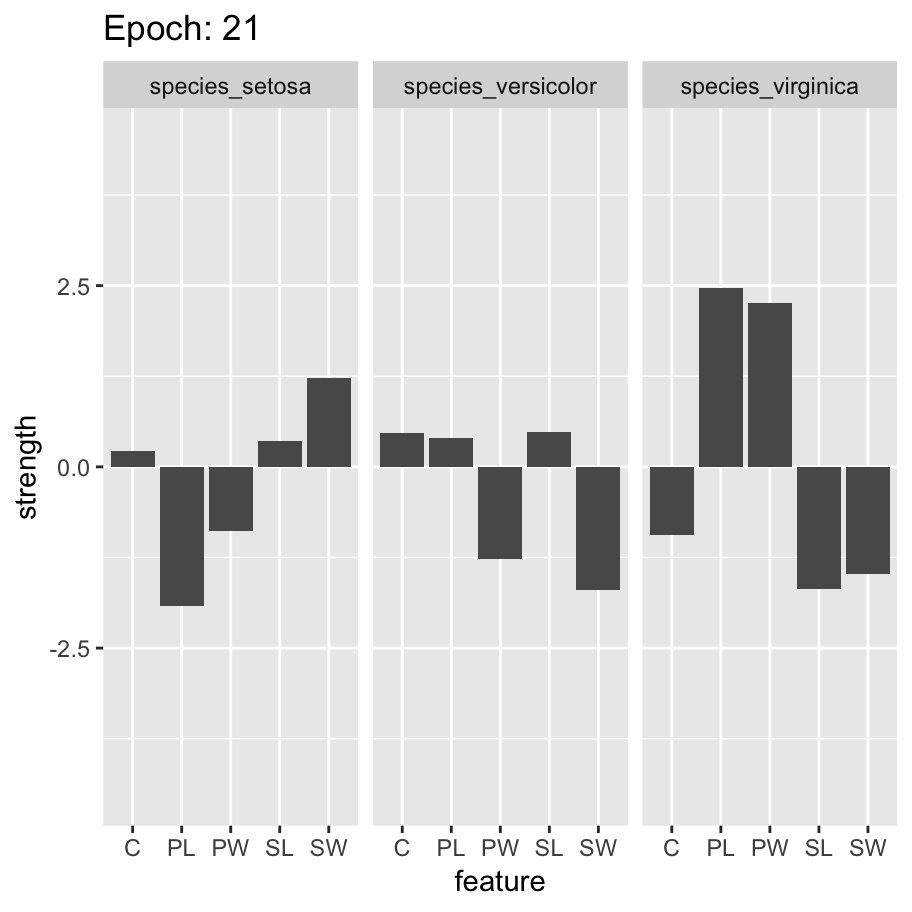 Epoch: 21
species_setosa
species_versicolor
species_virginica
2.5
0.0
-2.5
strength
C PL PW SL SW
C PL PW SL SW
C PL PW SL SW
feature